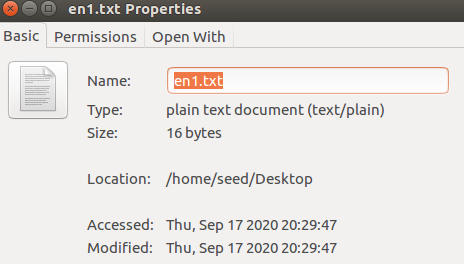 en1.txt Properties
Basic Permissions Open With
Name: en1.txt
Type: plain text document (text/plain)
Size: 16 bytes
Location: /home/seed/Desktop
Accessed: Thu, Sep 17 2020 20:29:47
Modified: Thu, Sep 17 2020 20:29:47